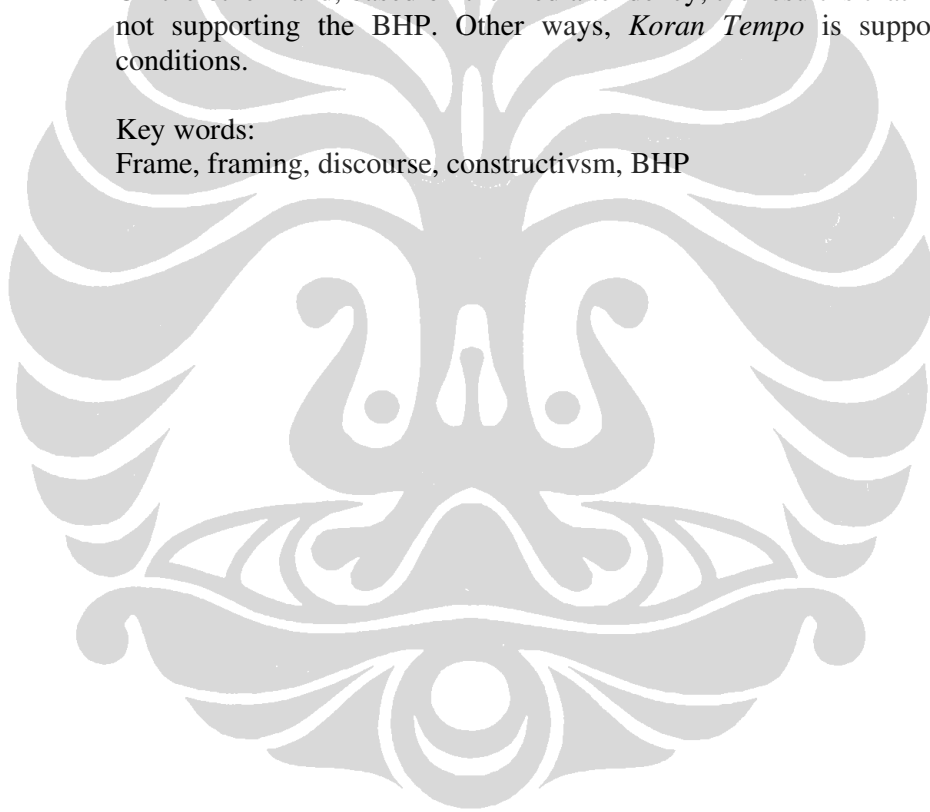 not supporting the BHP. Other ways, Koran Tempo is suppo
conditions.
Key words:
Frame, framing, discourse, constructivsm, BHP